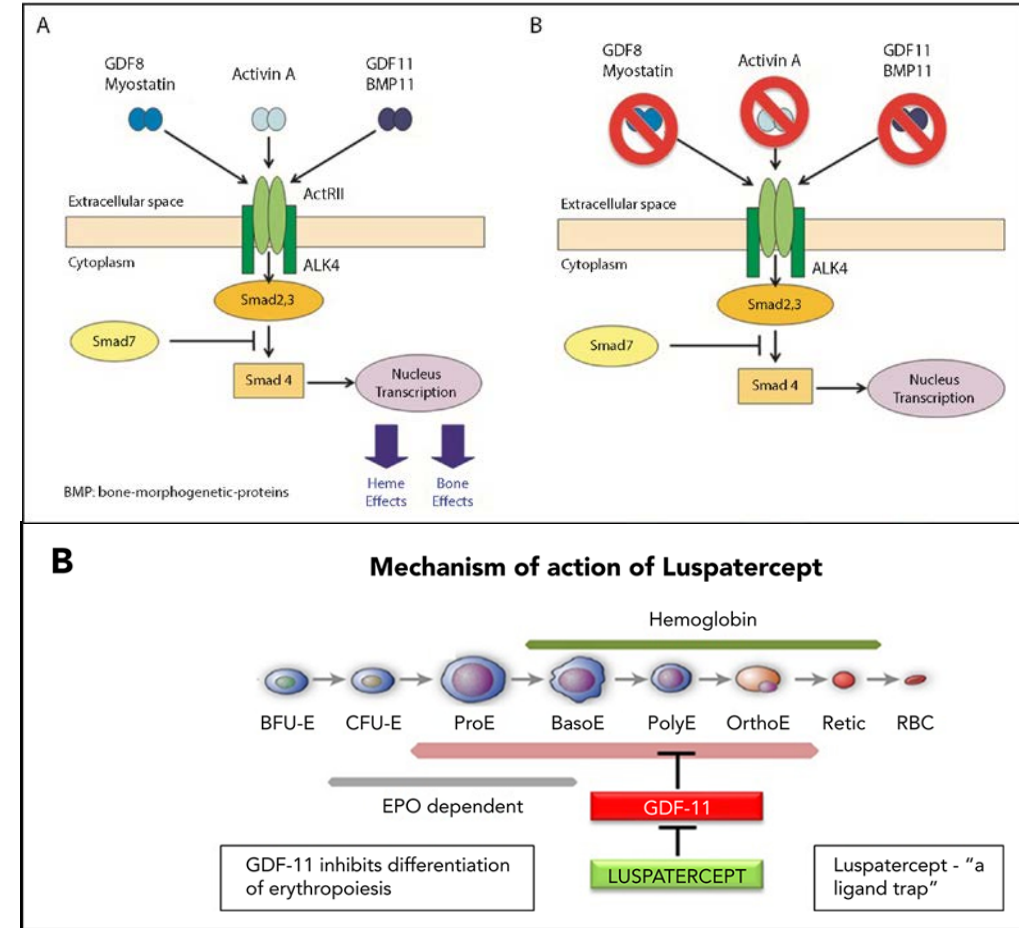 A
GDF8
Myostatin
Activin A
GDF11
BMP11
Extracellular space
ActRII
Cytoplasm
ALK4
Smad2,3
Smad7
Smad 4
Nucleus
Transcription
BMP: bone-morphogenetic-proteins
Heme
Effects
Bone
Effects
B
GDF8
Myostatin
Activin A
GDF11
BMP11
Extracellular space
Cytoplasm
ALK4
Smad2,3
Smad7
Smad 4
Nucleus
Transcription
B
Mechanism of action of Luspatercept
Hemoglobin
BFU-E
CFU-E
ProE
BasoE
PolyE
OrthoE
Retic
RBC
EPO dependent
GDF-11
LUSPATERCEPT
GDF-11 inhibits differentiation
of erythropoiesis
Luspatercept - “a
ligand trap”